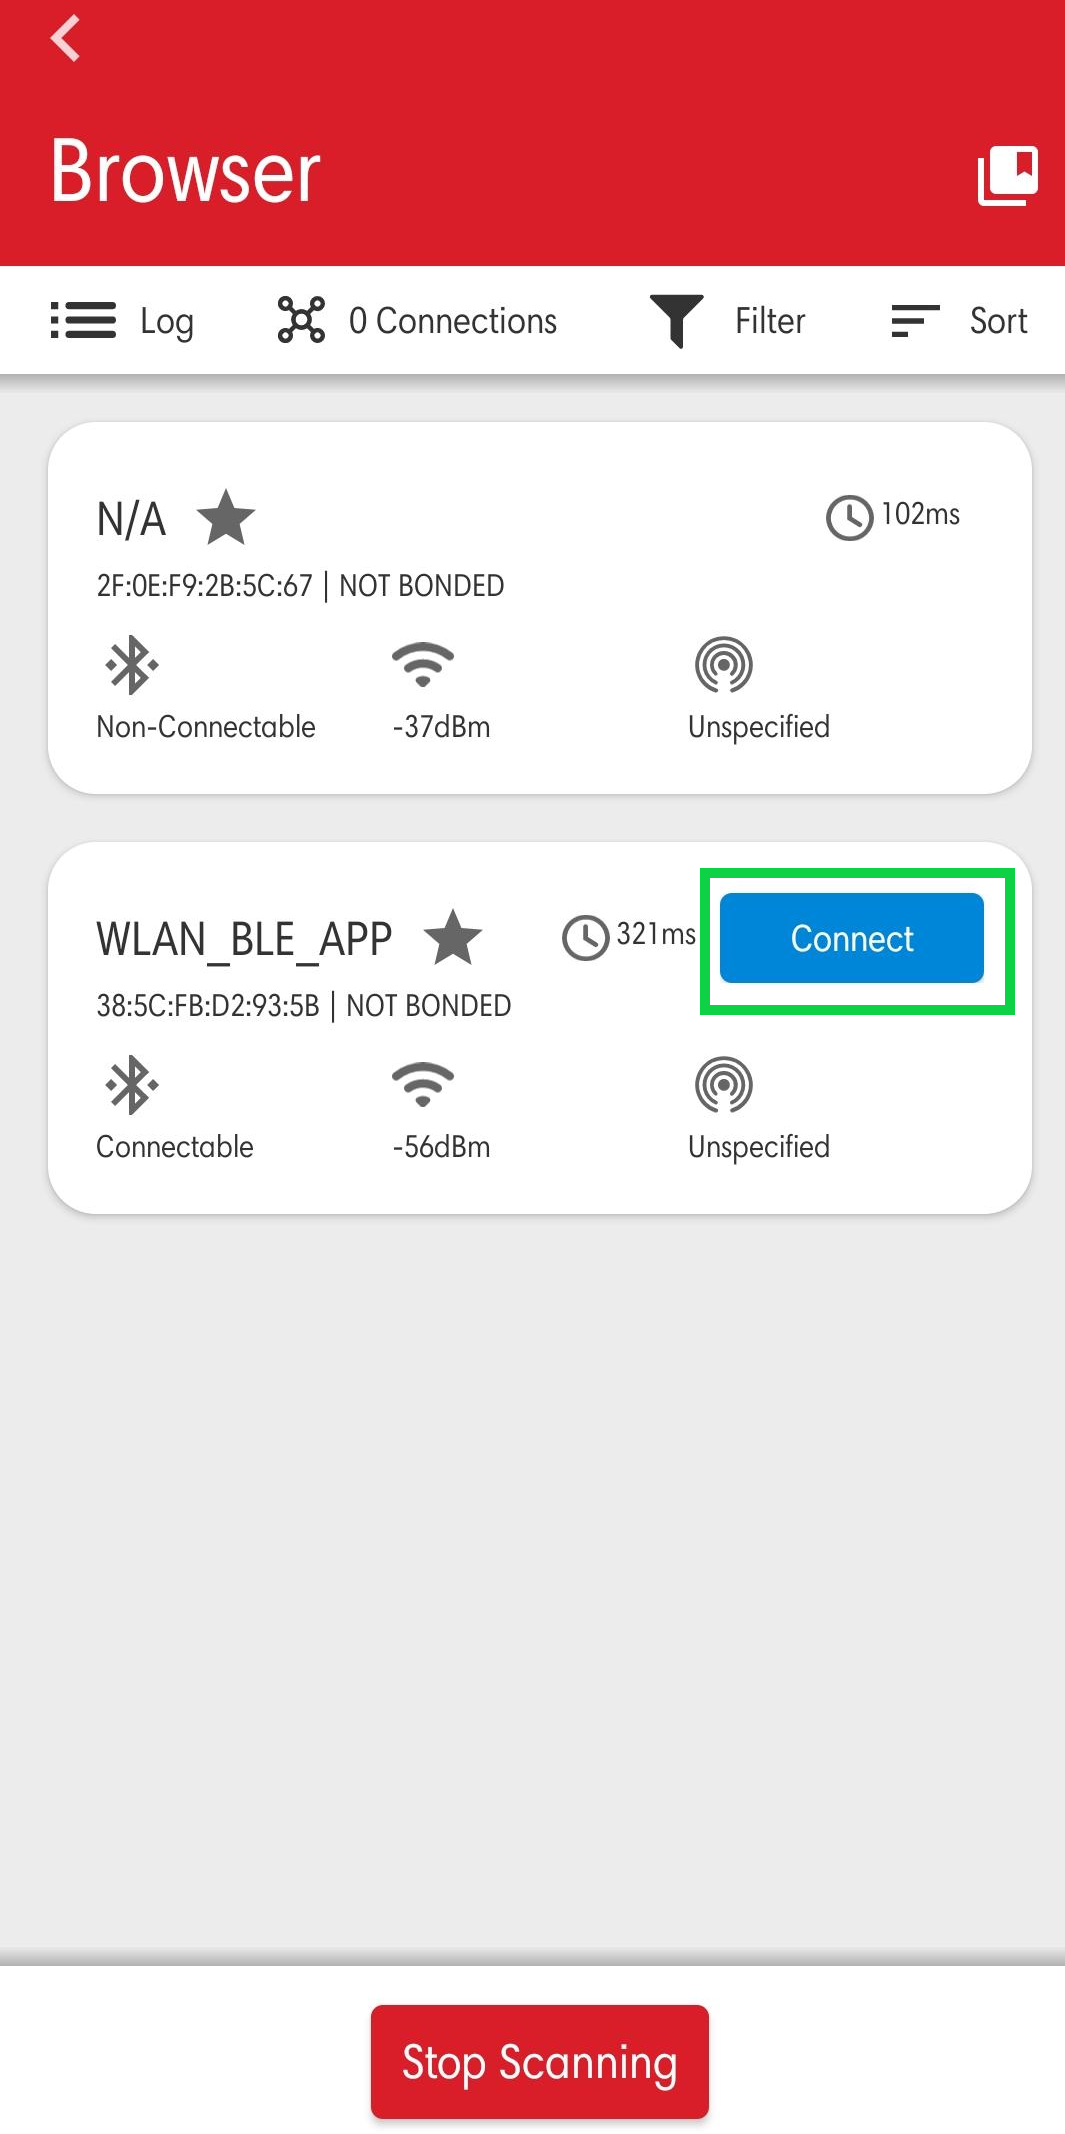 Browser
Log 0 Connections Filter Sort
N/A 102ms
2F:0E:F9:2B:5C:67 | NOT BONDED
Non-Connectable -37dBm Unspecified
WLAN_BLE_APP 321ms Connect
38:5C:FB:D2:93:5B | NOT BONDED
Connectable -56dBm Unspecified
Stop Scanning